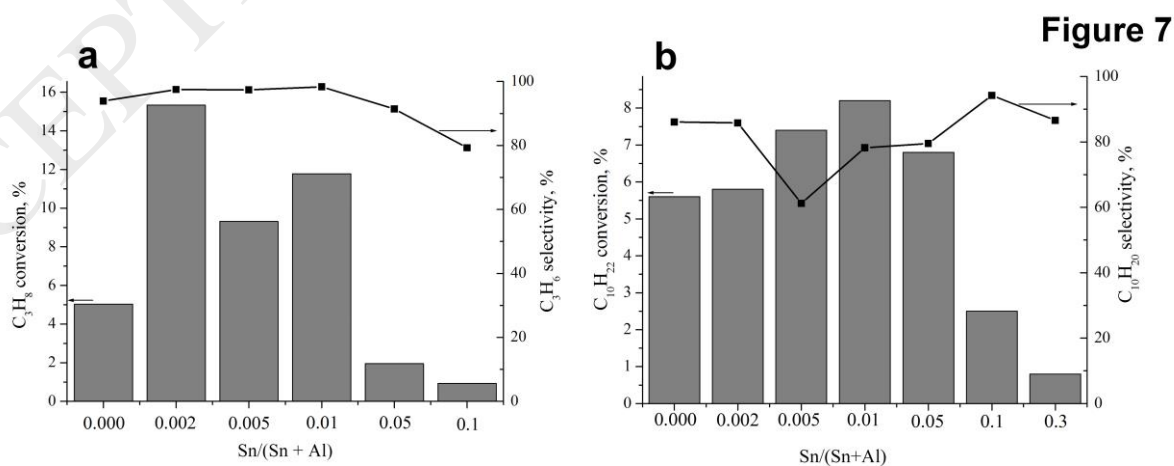 CEPT
Figure 7
a
C3H8 conversion, %
16
14
12
10
8
6
4
2
0
0.000 0.002 0.005 0.01 0.05 0.1
Sn/(Sn + Al)
100
80
60
40
20
0
C3H6 selectivity, %
b
C10H22 conversion, %
8
7
6
5
4
3
2
1
0
0.000 0.002 0.005 0.01 0.05 0.1 0.3
Sn/(Sn+Al)
100
80
60
40
20
0
C10H20 selectivity, %